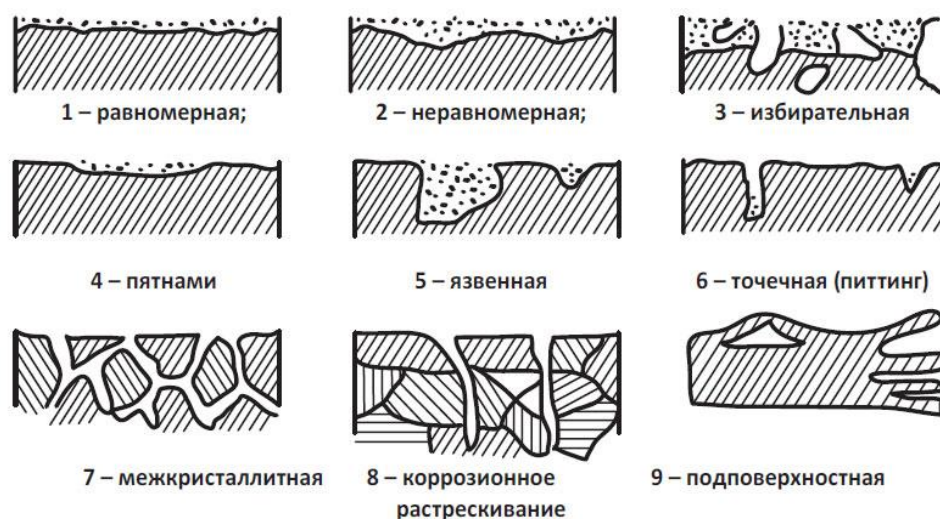 1 – равномерная;
2 – неравномерная;
3 – избирательная
4 – пятнами
5 – язвенная
6 – точечная (питтинг)
7 – межкристаллитная
8 – коррозионное
растрескивание
9 – подповерхностная